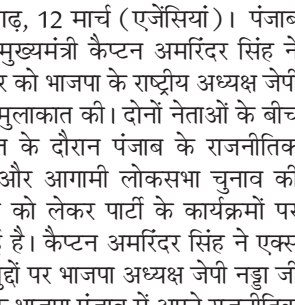 गढ़, 12 मार्च (एजेंसियां)। पंजाब
मुख्यमंत्री कैप्टन अमरिंदर सिंह ने
र को भाजपा के राष्ट्रीय अध्यक्ष जेपी
मुलाकात की। दोनों नेताओं के बीच
न के दौरान पंजाब के राजनीतिक
और आगामी लोकसभा चुनाव की
को लेकर पार्टी के कार्यक्रमों पर
है। कैप्टन अमरिंदर सिंह ने एक्स
मुद्दों पर भाजपा अध्यक्ष जेपी नड्डा जी